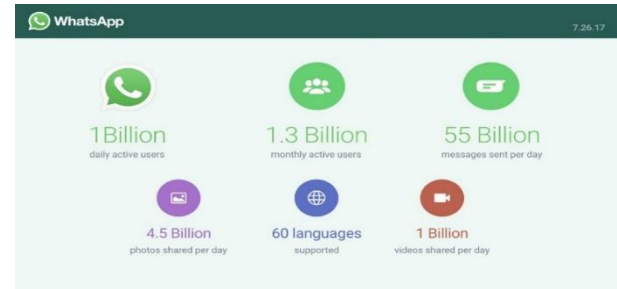 WhatsApp
7.26.17
1Billion
daily active users
1.3 Billion
monthly active users
55 Billion
messages sent per day
4.5 Billion
photos shared per day
60 languages
supported
1 Billion
videos shared per day